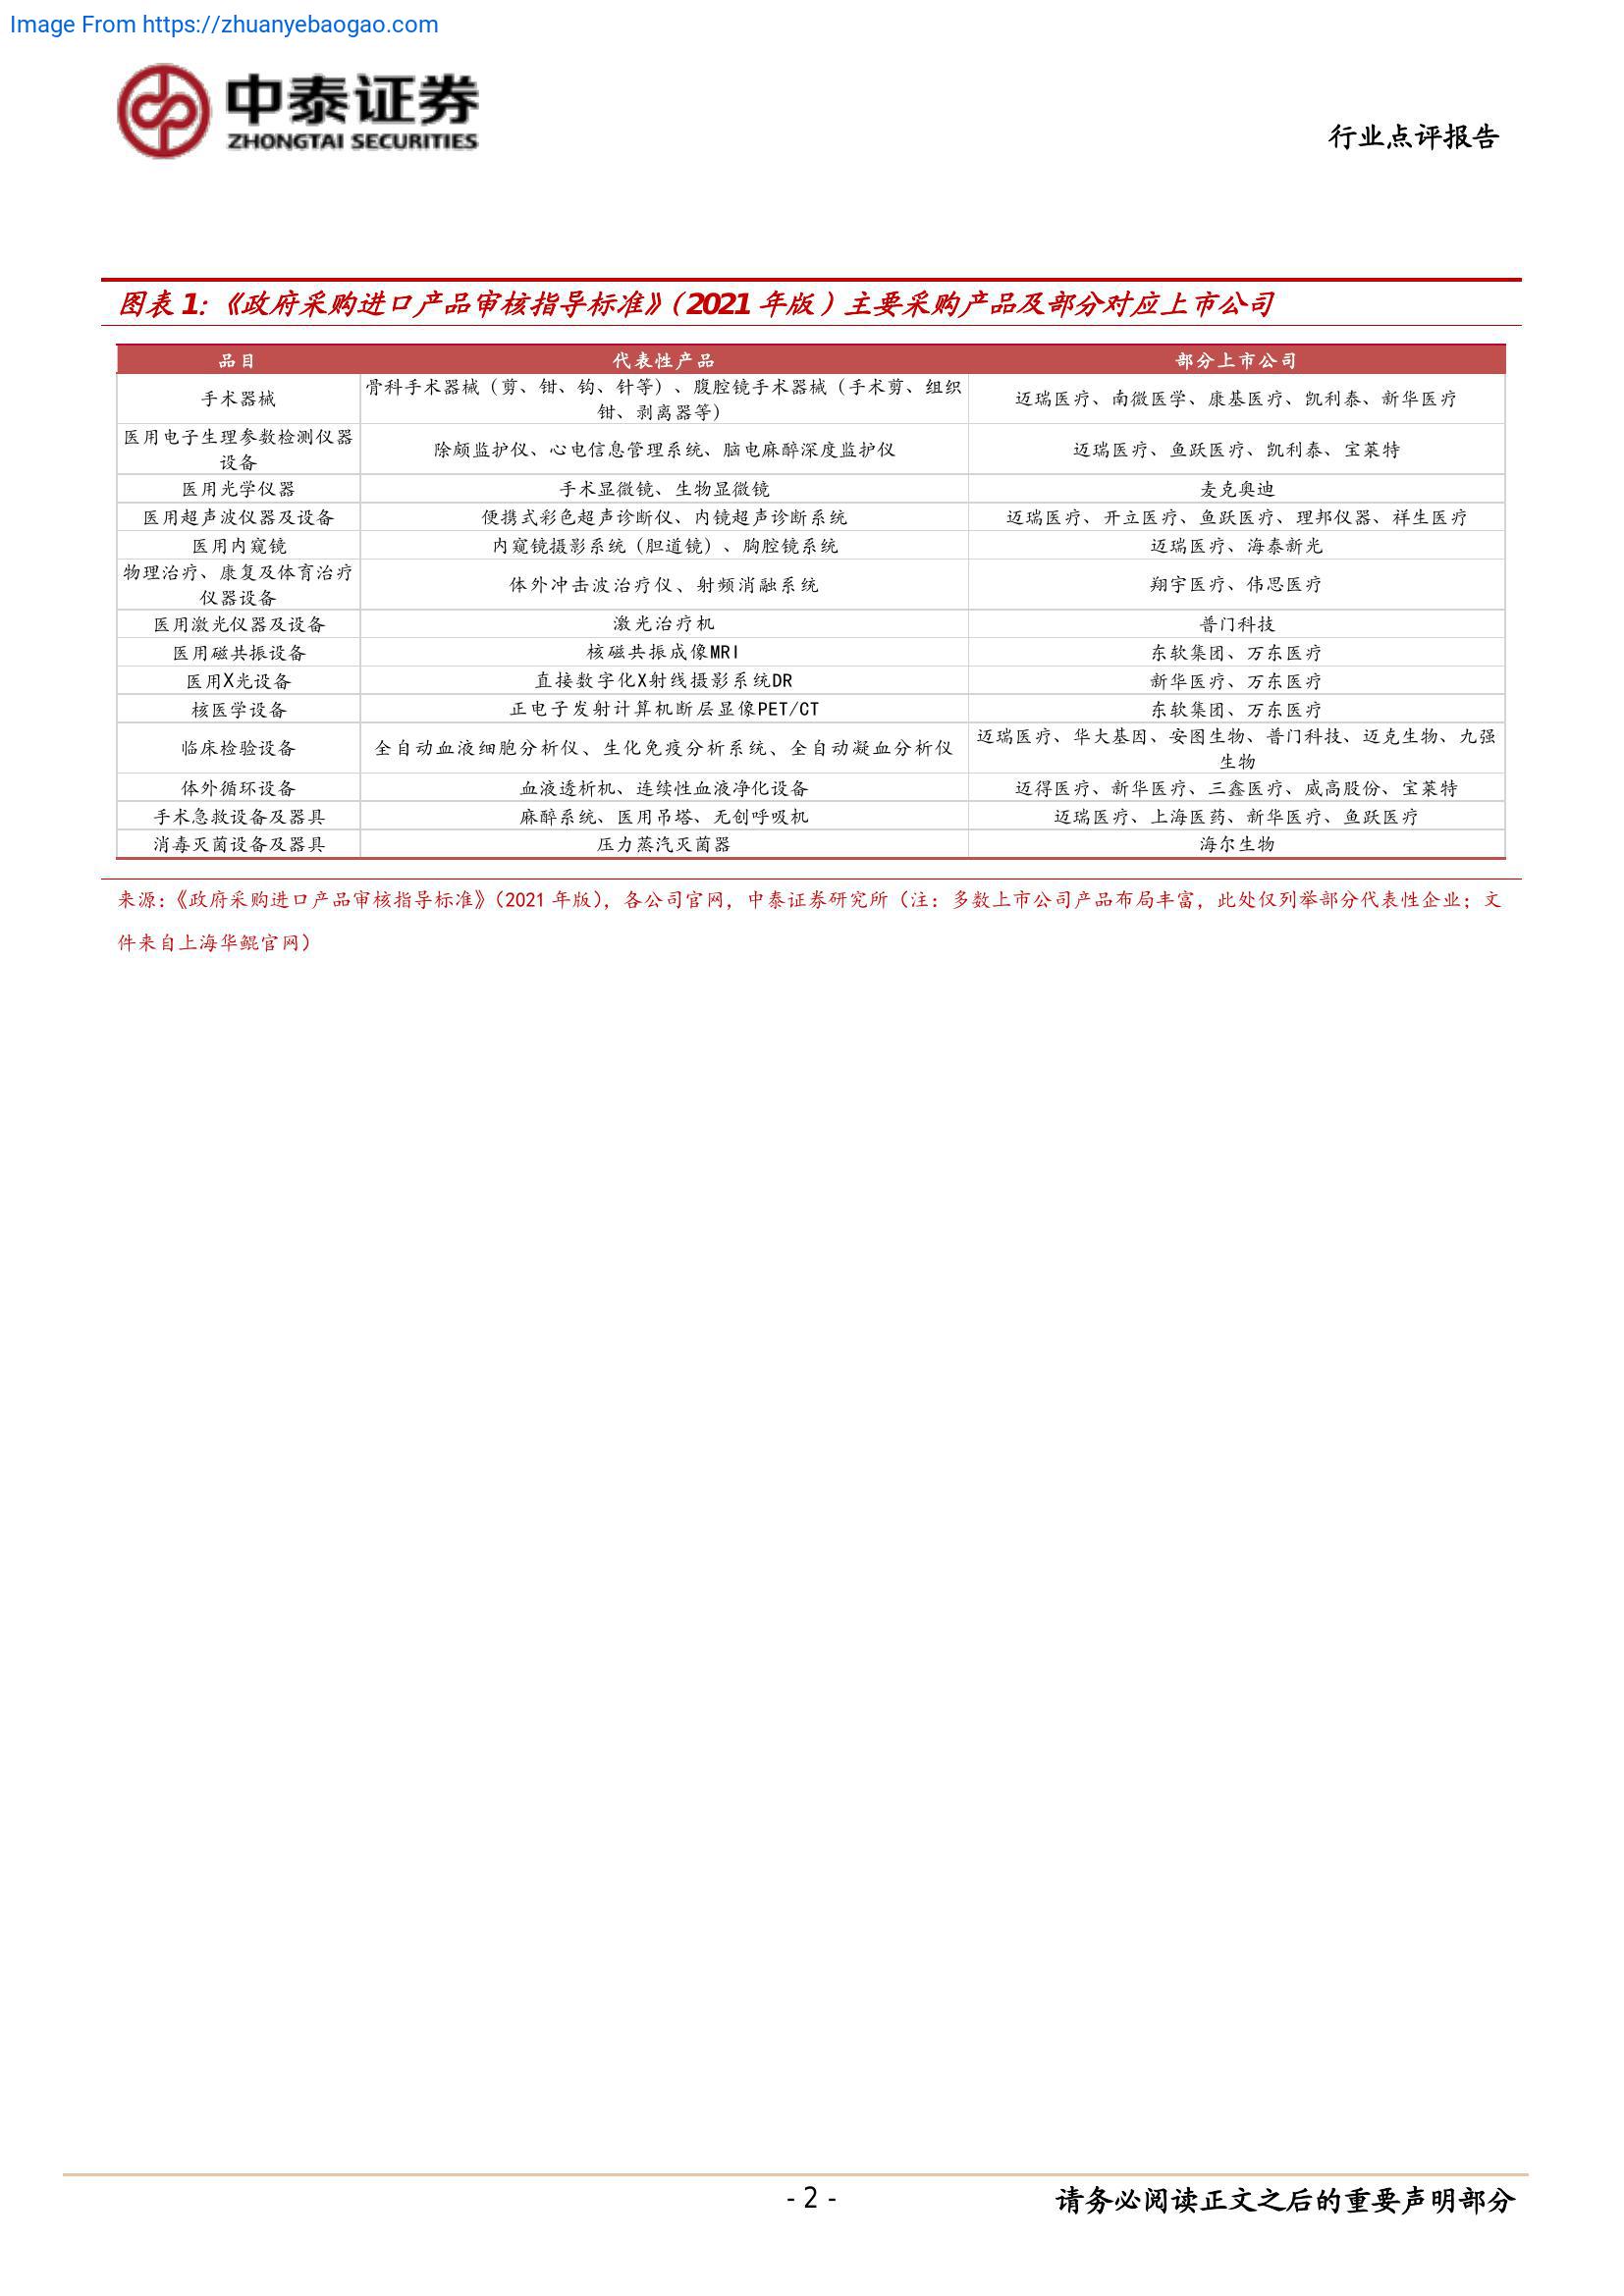 Image From https://zhuanyebaogao.com
中泰证券
ZHONGTAI SECURITIES
行业点评报告
图表 1：《政府采购进口产品审核指导标准》（2021 年版）主要采购产品及部分对应上市公司
品目 代表性产品 部分上市公司
手术器械 骨科手术器械（剪、钳、钩、针等）、腹腔镜手术器械（手术剪、组织
钳、剥离器等） 迈瑞医疗、南微医学、康基医疗、凯利泰、新华医疗
医用电子生理参数检测仪器
设备 除颇监护仪、心电信息管理系统、脑电麻醉深度监护仪 迈瑞医疗、鱼跃医疗、凯利泰、宝莱特
医用光学仪器 手术显微镜、生物显微镜 麦克奥迪
医用超声波仪器及设备 便携式彩色超声诊断仪、内镜超声诊断系统 迈瑞医疗、开立医疗、鱼跃医疗、理邦仪器、祥生医疗
医用内窥镜 内窥镜摄影系统（胆道镜）、胸腔镜系统 迈瑞医疗、海泰新光
物理治疗、康复及体育治疗
仪器设备 体外冲击波治疗仪、射频消融系统 翔宇医疗、伟思医疗
医用激光仪器及设备 激光治疗机 普门科技
医用磁共振设备 核磁共振成像MRI 东软集团、万东医疗
医用X光设备 直接数字化X射线摄影系统DR 新华医疗、万东医疗
核医学设备 正电子发射计算机断层显像PET/CT 东软集团、万东医疗
临床检验设备 全自动血液细胞分析仪、生化免疫分析系统、全自动凝血分析仪 迈瑞医疗、华大基因、安图生物、普门科技、迈克生物、九强
生物
体外循环设备 血液透析机、连续性血液净化设备 迈得医疗、新华医疗、三鑫医疗、威高股份、宝莱特
手术急救设备及器具 麻醉系统、医用吊塔、无创呼吸机 迈瑞医疗、上海医药、新华医疗、鱼跃医疗
消毒灭菌设备及器具 压力蒸汽灭菌器 海尔生物
来源：《政府采购进口产品审核指导标准》（2021 年版），各公司官网，中泰证券研究所（注：多数上市公司产品布局丰富，此处仅列举部分代表性企业；文
件来自上海华鲲官网）
- 2 -
请务必阅读正文之后的重要声明部分